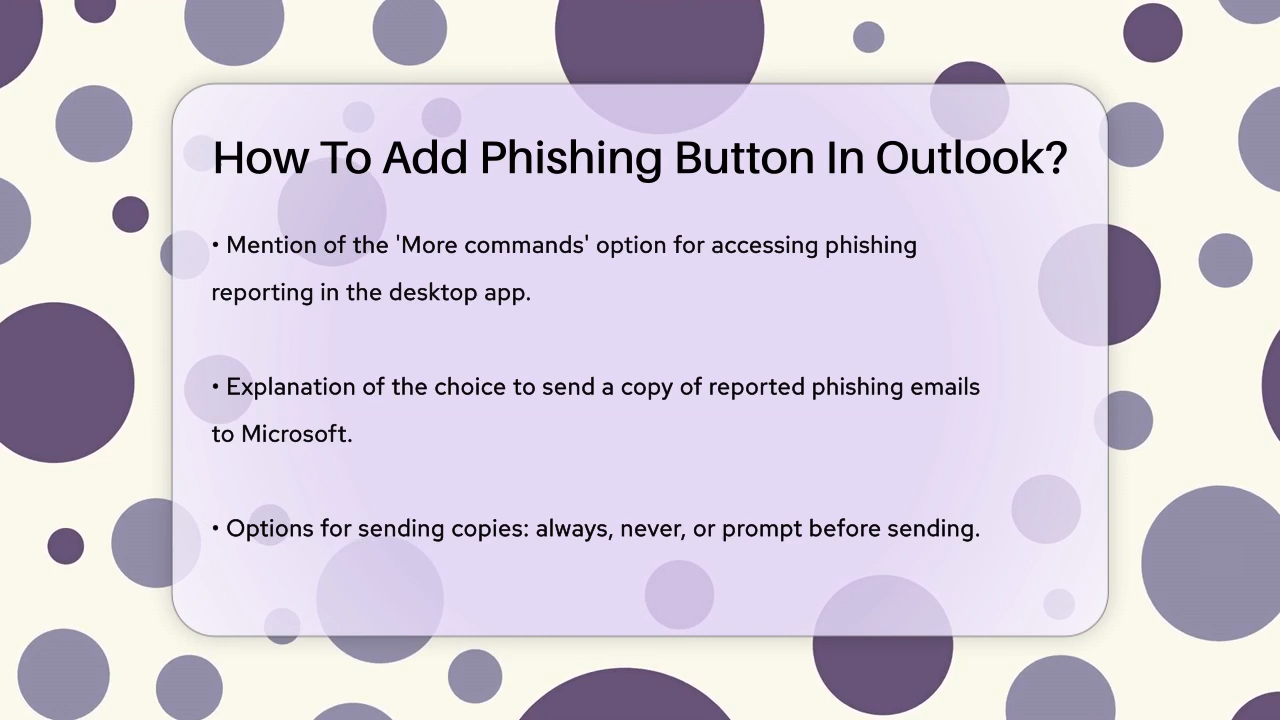 How To Add Phishing Button In Outlook?
• Mention of the 'More commands' option for accessing phishing
reporting in the desktop app.
• Explanation of the choice to send a copy of reported phishing emails
to Microsoft.
• Options for sending copies: always, never, or prompt before sending.